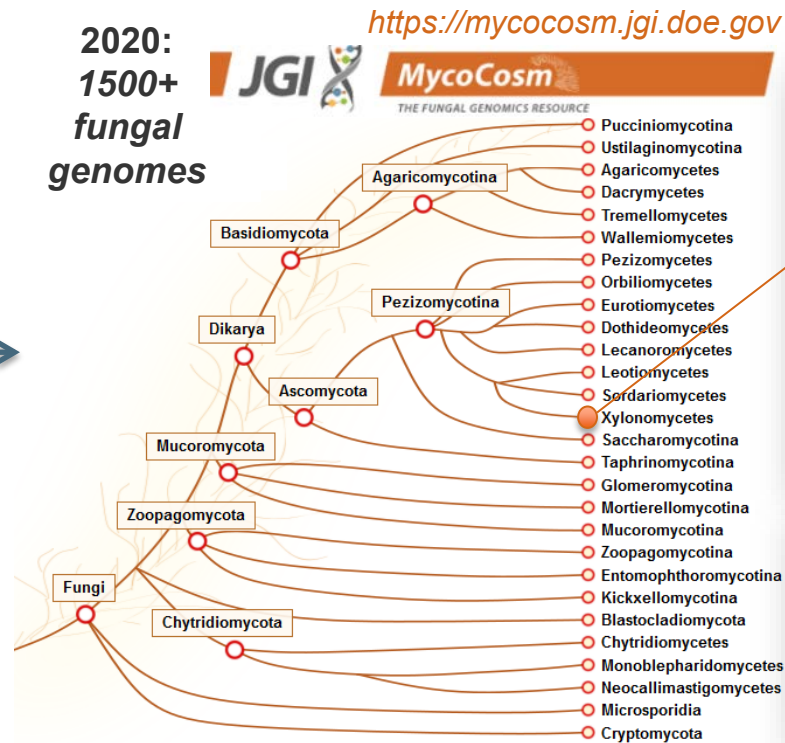 https://mycocosm.jgi.doe.gov
2020:
1500+
fungal
genomes
JGI
MycoCosm
THE FUNGAL GENOMICS RESOURCE
Pucciniomycotina
Ustilaginomycotina
Agaricomycotina
Agaricomycetes
Dacrymycetes
Tremellomycetes
Basidiomycota
Wallemiomycetes
Pezizomycetes
Orbiliomycetes
Pezizomycotina
Eurotiomycetes
Dikarya
Dothideomycetes
Lecanoromycetes
Leotiomycetes
Ascomycota
Sordariomycetes
Xylonomycetes
Saccharomycotina
Mucoromycota
Taphrinomycotina
Glomeromycotina
Mortierellomycotina
Zoopagomycota
Mucoromycotina
Zoopagomycotina
Entomophthoromycotina
Fungi
Kickxellomycotina
Chytridiomycota
Blastocladiomycota
Chytridiomycetes
Monoblepharidomycetes
Neocallimastigomycetes
Microsporidia
Cryptomycota